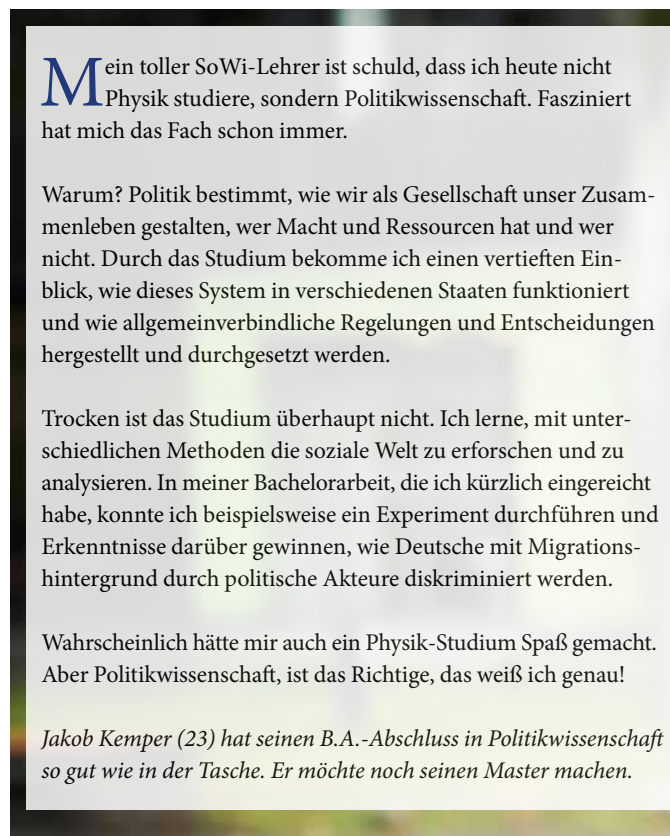 Mein toller SoWi-Lehrer ist schuld, dass ich heute nicht
Physik studiere, sondern Politikwissenschaft. Fasziniert
hat mich das Fach schon immer.
Warum? Politik bestimmt, wie wir als Gesellschaft unser Zusam-
menleben gestalten, wer Macht und Ressourcen hat und wer
nicht. Durch das Studium bekomme ich einen vertieften Ein-
blick, wie dieses System in verschiedenen Staaten funktioniert
und wie allgemeinverbindliche Regelungen und Entscheidungen
hergestellt und durchgesetzt werden.
Trocken ist das Studium überhaupt nicht. Ich lerne, mit unter-
schiedlichen Methoden die soziale Welt zu erforschen und zu
analysieren. In meiner Bachelorarbeit, die ich kürzlich eingereicht
habe, konnte ich beispielsweise ein Experiment durchführen und
Erkenntnisse darüber gewinnen, wie Deutsche mit Migrations-
hintergrund durch politische Akteure diskriminiert werden.
Wahrscheinlich hätte mir auch ein Physik-Studium Spaß gemacht.
Aber Politikwissenschaft, ist das Richtige, das weiß ich genau!
Jakob Kemper (23) hat seinen B.A.-Abschluss in Politikwissenschaft
so gut wie in der Tasche. Er möchte noch seinen Master machen.